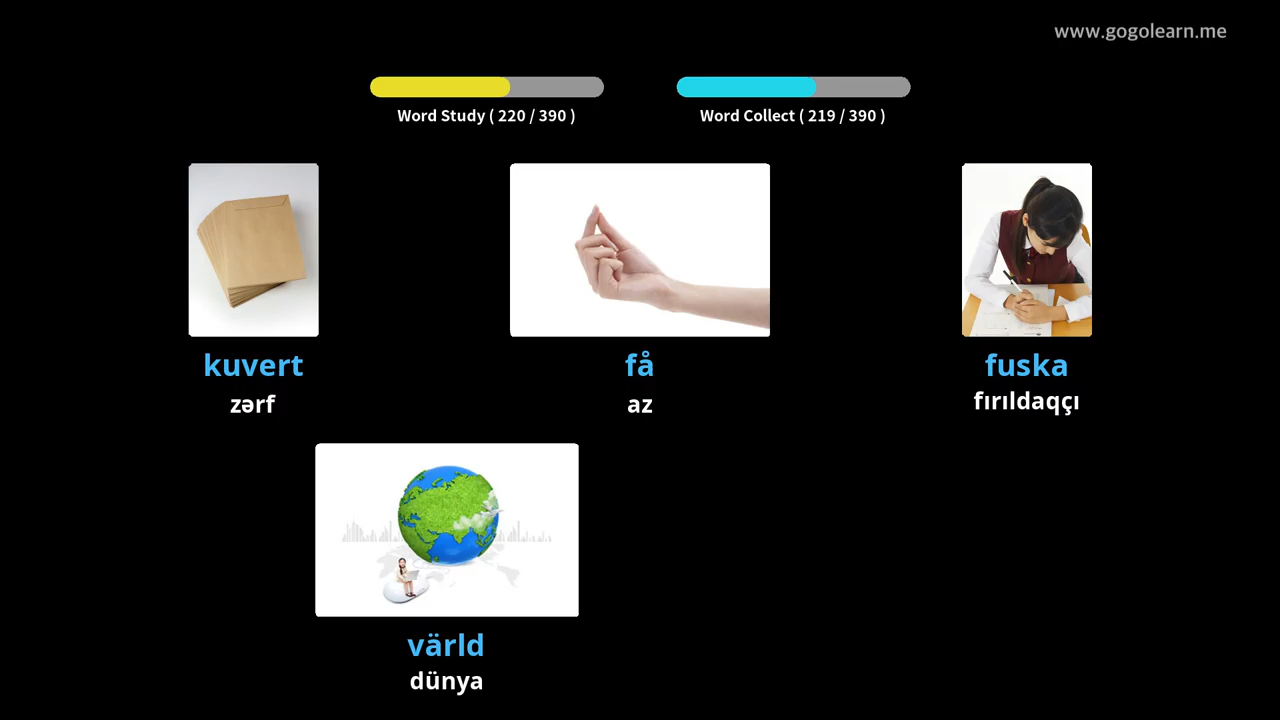 www.gogolearn.me
Word Study ( 220 / 390 )
Word Collect ( 219 / 390 )
kuvert
zərf
få
az
fuska
fırıldaqçı
värld
dünya